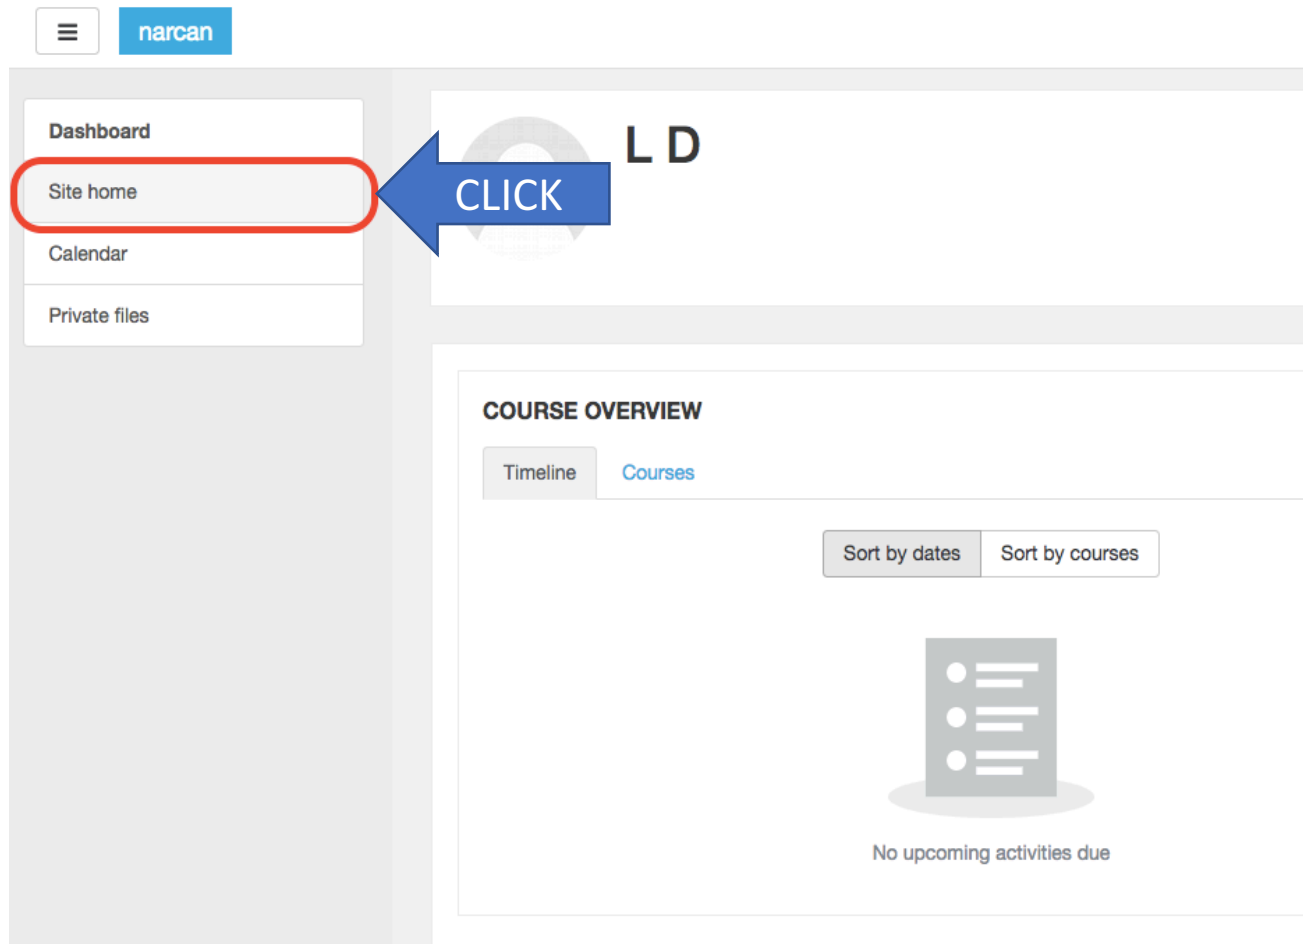 narcan
Dashboard
Site home
Calendar
Private files
CLICK
L D
COURSE OVERVIEW
Timeline Courses
Sort by dates Sort by courses
No upcoming activities due